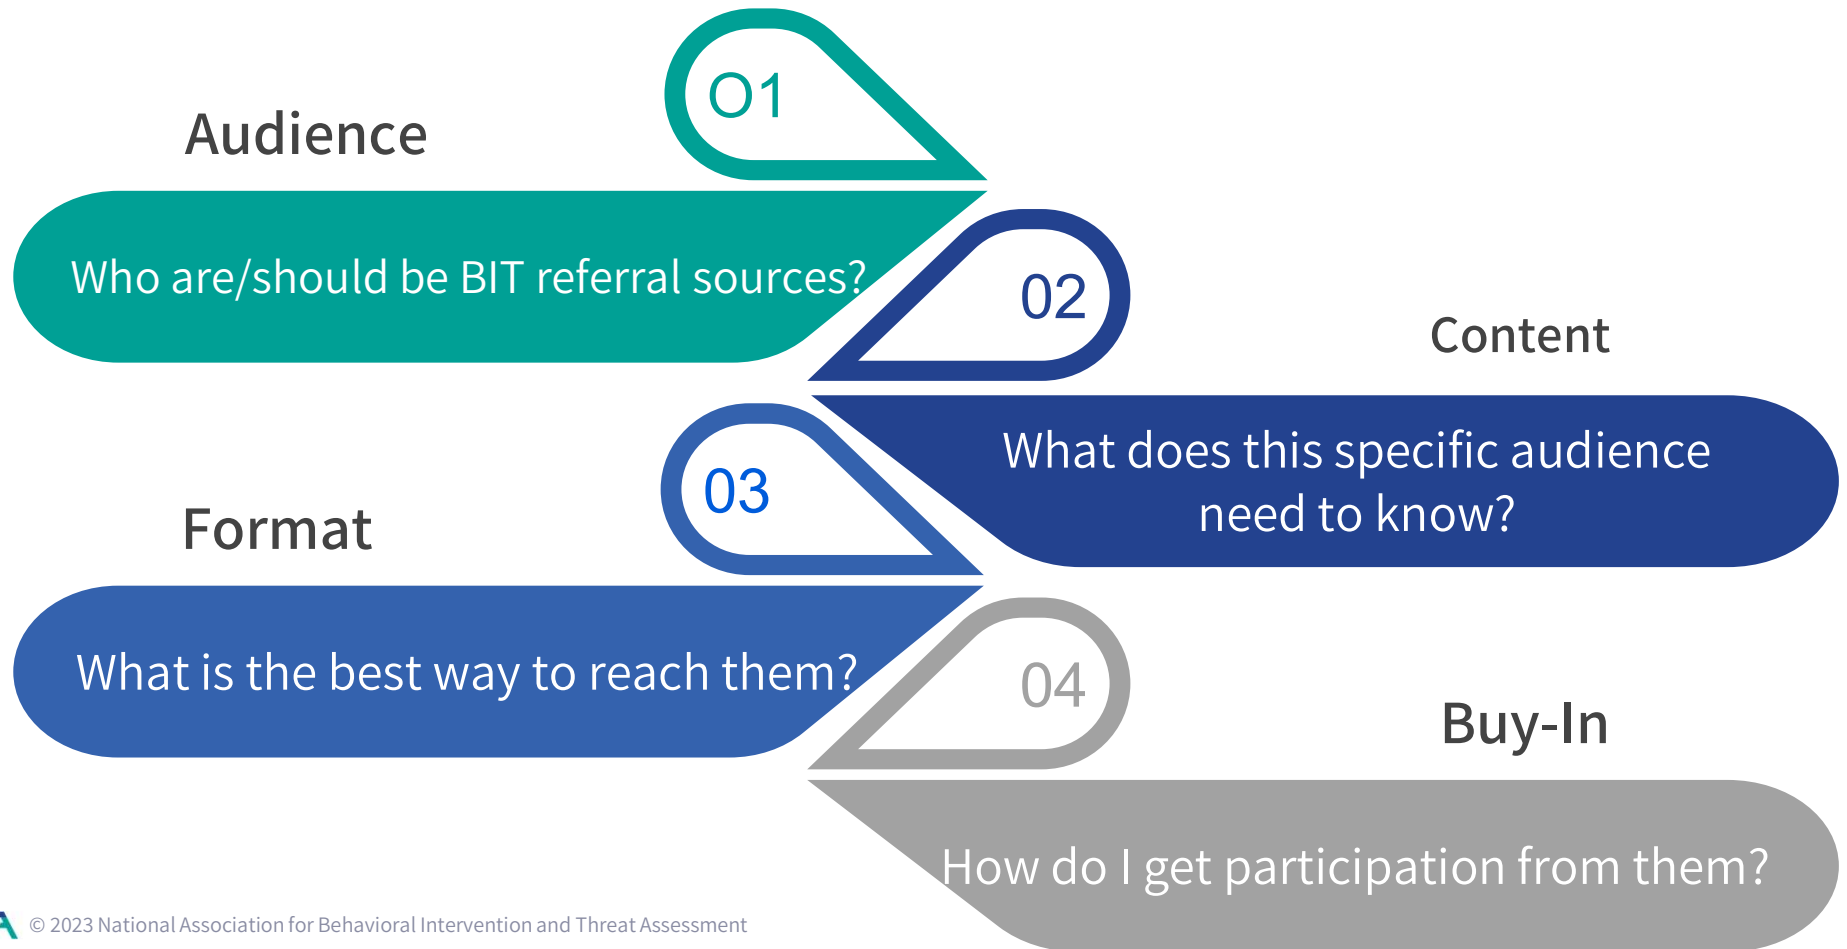 O1
Audience
Who are/should be BIT referral sources?
02
Content
What does this specific audience
need to know?
03
Format
What is the best way to reach them?
04
Buy-In
How do I get participation from them?
© 2023 National Association for Behavioral Intervention and Threat Assessment